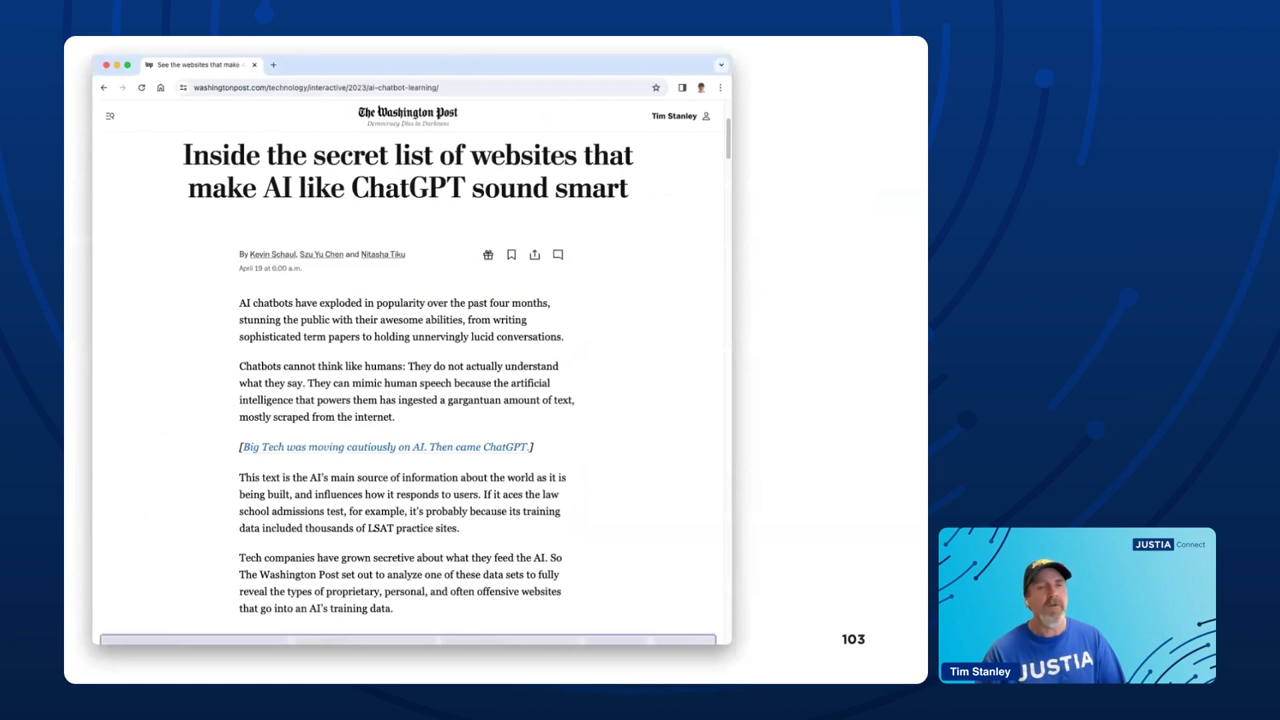 See the websites that make
washingtonpost.com/technology/interactive/2023/ai-chatbot-learning/
The Washington Post
Democracy Dies in Darkness
Tim Stanley
Inside the secret list of websites that
make AI like ChatGPT sound smart
By Kevin Schaul, Szu Yu Chen and Nitasha Tiku
April 19 at 6:00 a.m.
AI chatbots have exploded in popularity over the past four months,
stunning the public with their awesome abilities, from writing
sophisticated term papers to holding unnervingly lucid conversations.
Chatbots cannot think like humans: They do not actually understand
what they say. They can mimic human speech because the artificial
intelligence that powers them has ingested a gargantuan amount of text,
mostly scraped from the internet.
[Big Tech was moving cautiously on AI. Then came ChatGPT.]
This text is the AI's main source of information about the world as it is
being built, and influences how it responds to users. If it aces the law
school admissions test, for example, it's probably because its training
data included thousands of LSAT practice sites.
Tech companies have grown secretive about what they feed the AI. So
The Washington Post set out to analyze one of these data sets to fully
reveal the types of proprietary, personal, and often offensive websites
that go into an AI's training data.
103
JUSTIA Connect
JUSTIA
Tim Stanley